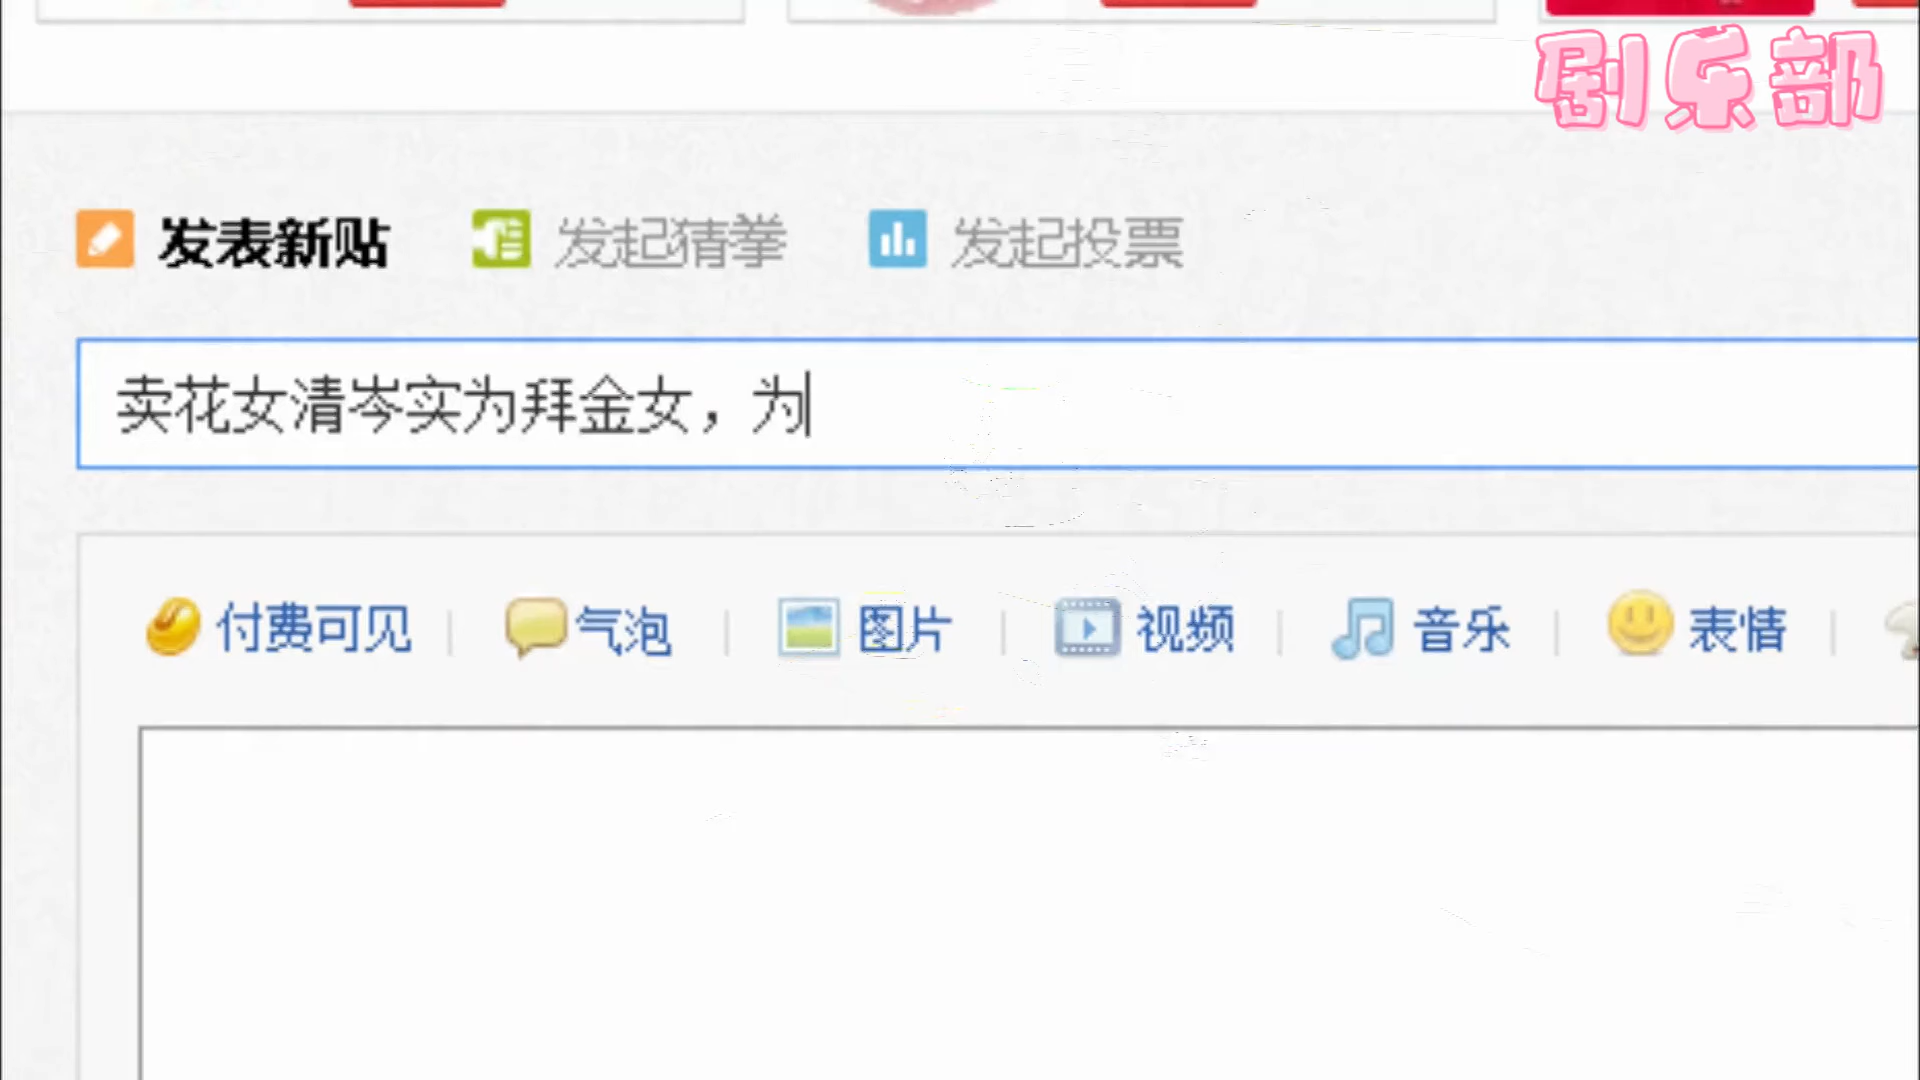 剧乐部
发表新贴 发起猜拳 发起投票
卖花女清岑实为拜金女，为
付费可见 气泡 图片 视频 音乐 表情